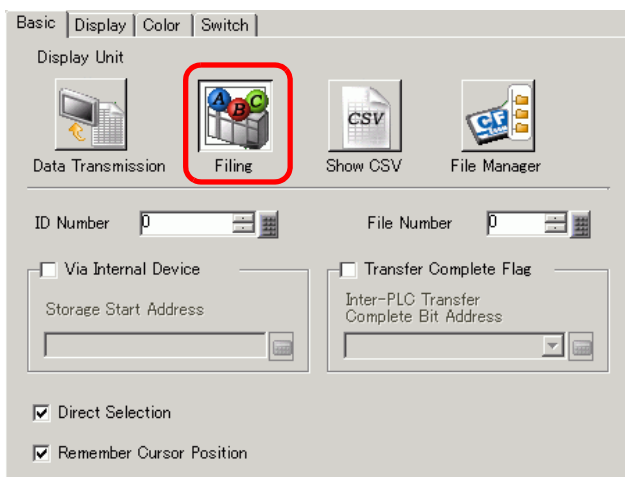 Basic Display Color Switch
Display Unit
A B C CSV CF Card
Data Transmission Filing Show CSV File Manager
ID Number 0 File Number 0
Via Internal Device Transfer Complete Flag
Storage Start Address
Inter-PLC Transfer
Complete Bit Address
Direct Selection
Remember Cursor Position